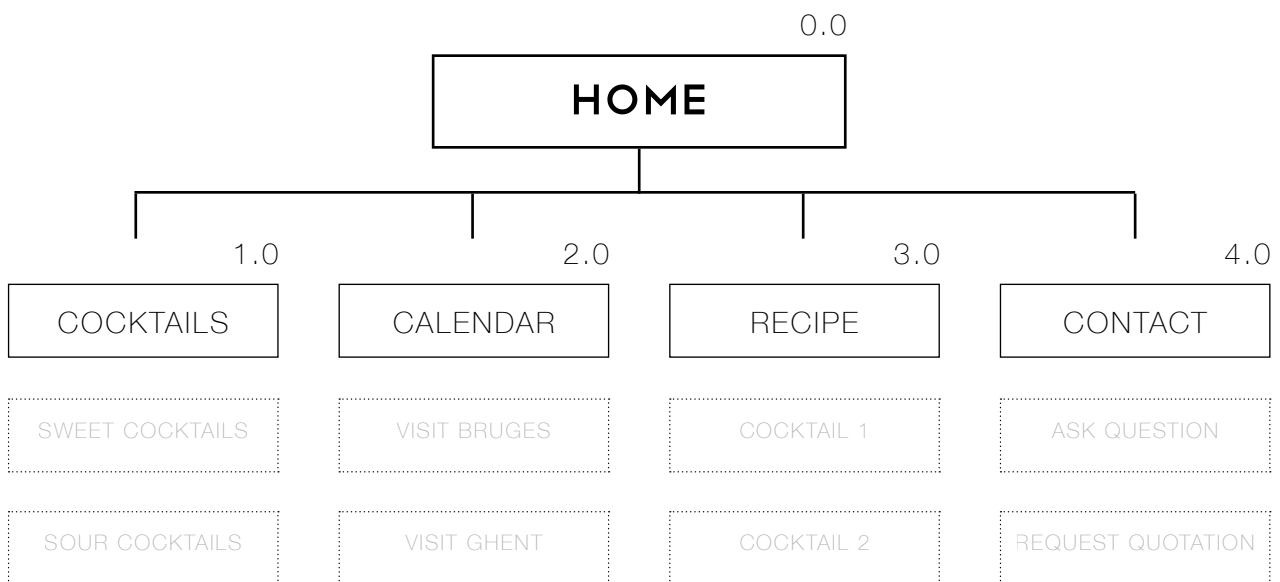 0.0
HOME
1.0
2.0
3.0
4.0
COCKTAILS
CALENDAR
RECIPE
CONTACT
SWEET COCKTAILS
VISIT BRUGES
COCKTAIL 1
ASK QUESTION
SOUR COCKTAILS
VISIT GHENT
COCKTAIL 2
REQUEST QUOTATION